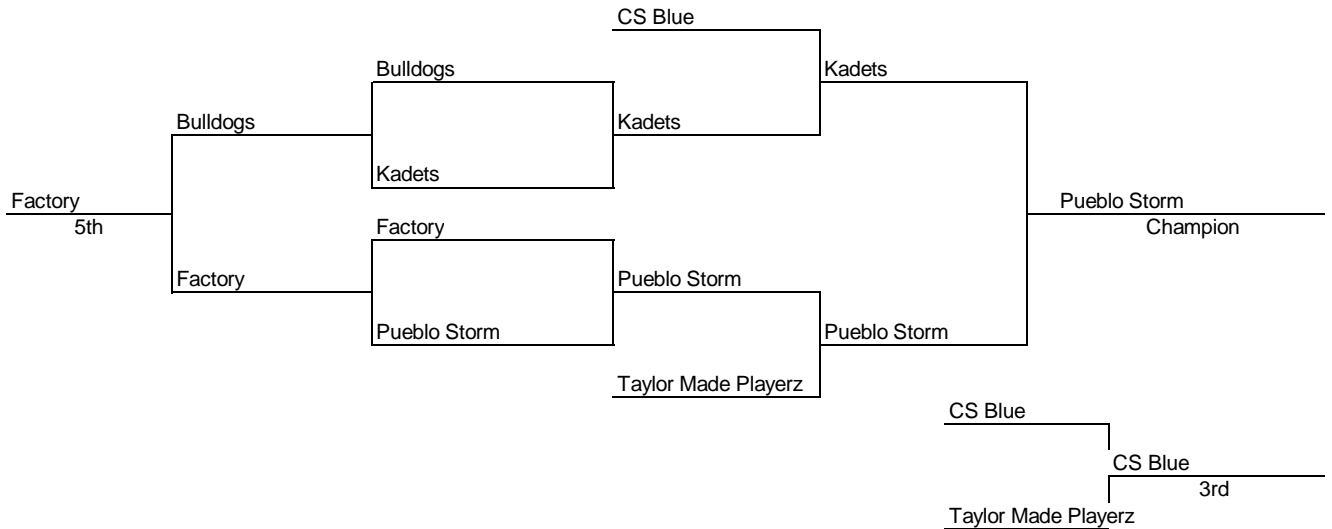 CS Blue
Bulldogs
Kadets
Bulldogs
Kadets
Kadets
Factory
5th
Pueblo Storm
Champion
Factory
Factory
Pueblo Storm
Pueblo Storm
Pueblo Storm
Taylor Made Playerz
CS Blue
CS Blue
3rd
Taylor Made Playerz